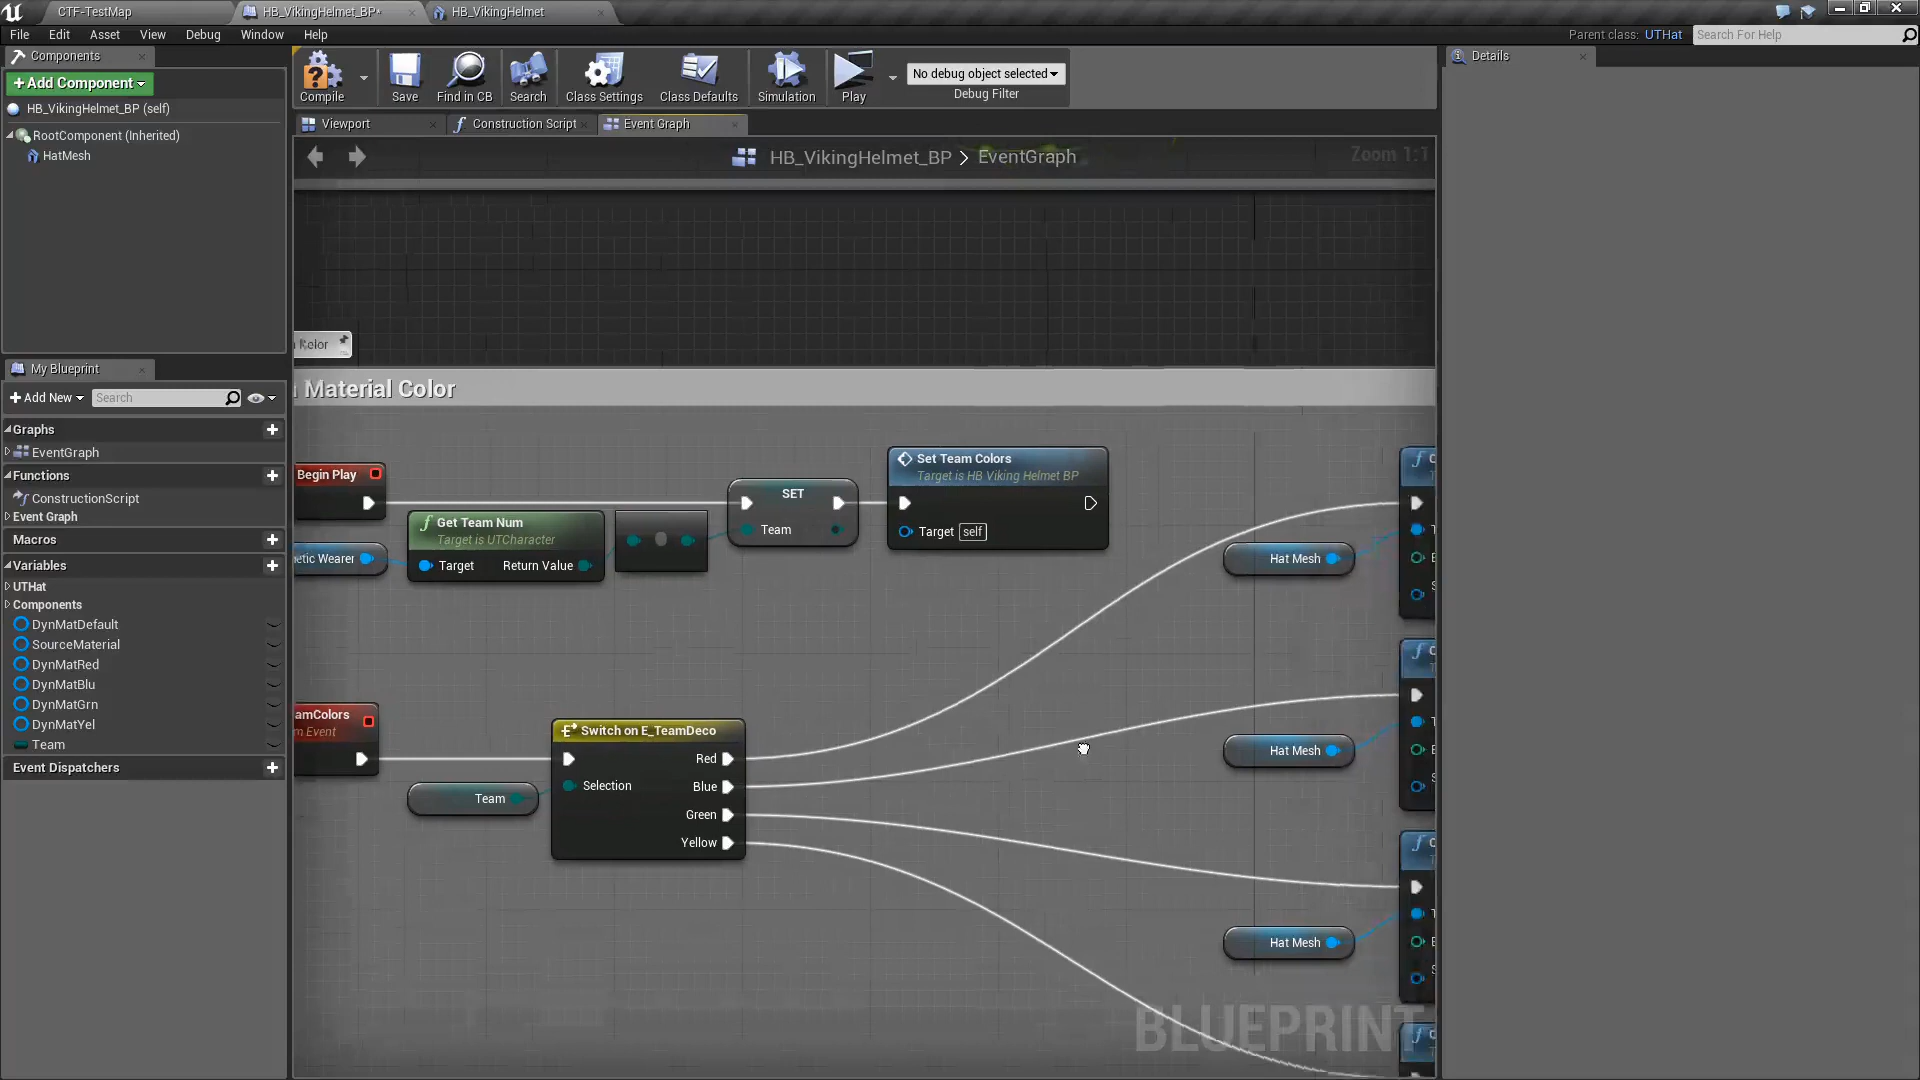 CTF-TestMap
HB_VikingHelmet_BP*
HB_VikingHelmet
File
Edit
Asset
View
Debug
Window
Help
Parent class: UTHat
Search For Help
Components
+Add Component
HB_VikingHelmet_BP (self)
RootComponent (Inherited)
HatMesh
Compile
Save
Find in CB
Search
Class Settings
Class Defaults
Simulation
Play
No debug object selected
Debug Filter
Details
Viewport
Construction Script
Event Graph
HB_VikingHelmet_BP > EventGraph
Zoom 1:1
My Blueprint
+Add New
Search
Graphs
EventGraph
Functions
ConstructionScript
Event Graph
Macros
Variables
UTHat
Components
DynMatDefault
SourceMaterial
DynMatRed
DynMatBlu
DynMatGrn
DynMatYel
Team
Event Dispatchers
Material Color
Begin Play
Get Team Num
Target is UTCharacter
Target
Return Value
etic Wearer
SET
Team
Set Team Colors
Target is HB Viking Helmet BP
Target self
Hat Mesh
amColors
m Event
Switch on E_TeamDeco
Red
Selection
Blue
Green
Yellow
Team
Hat Mesh
Hat Mesh
BLUEPRINT